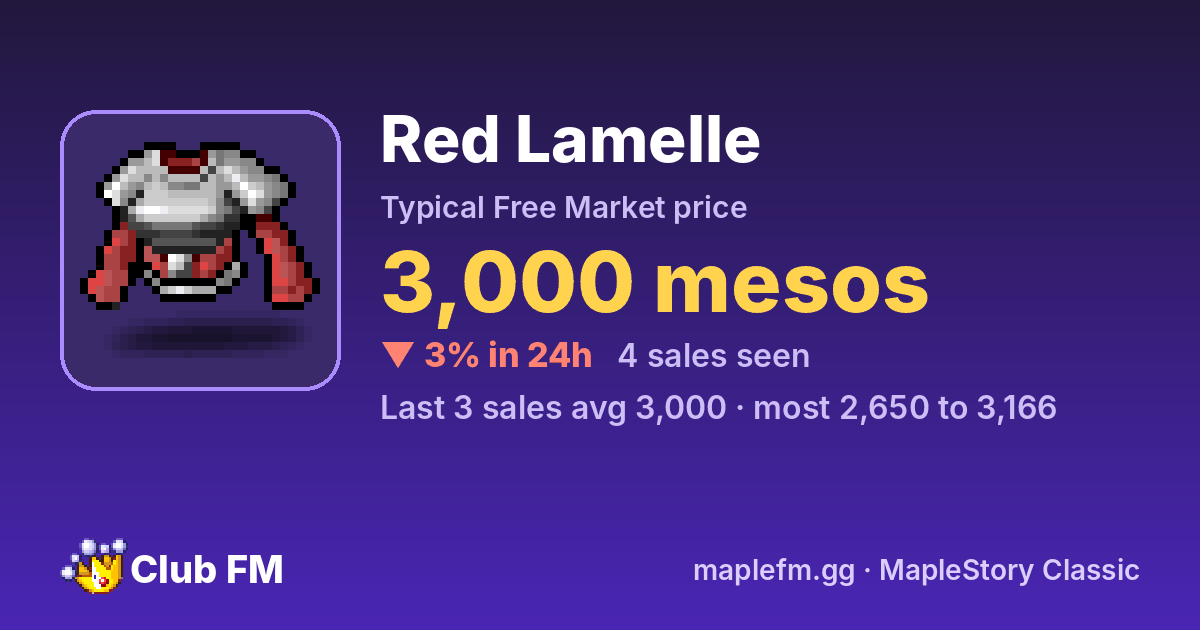 Red Lamelle
Typical Free Market price
3,000 mesos
▼ 3% in 24h 4 sales seen
Last 3 sales avg 3,000 · most 2,650 to 3,166
Club FM
maplefm.gg · MapleStory Classic